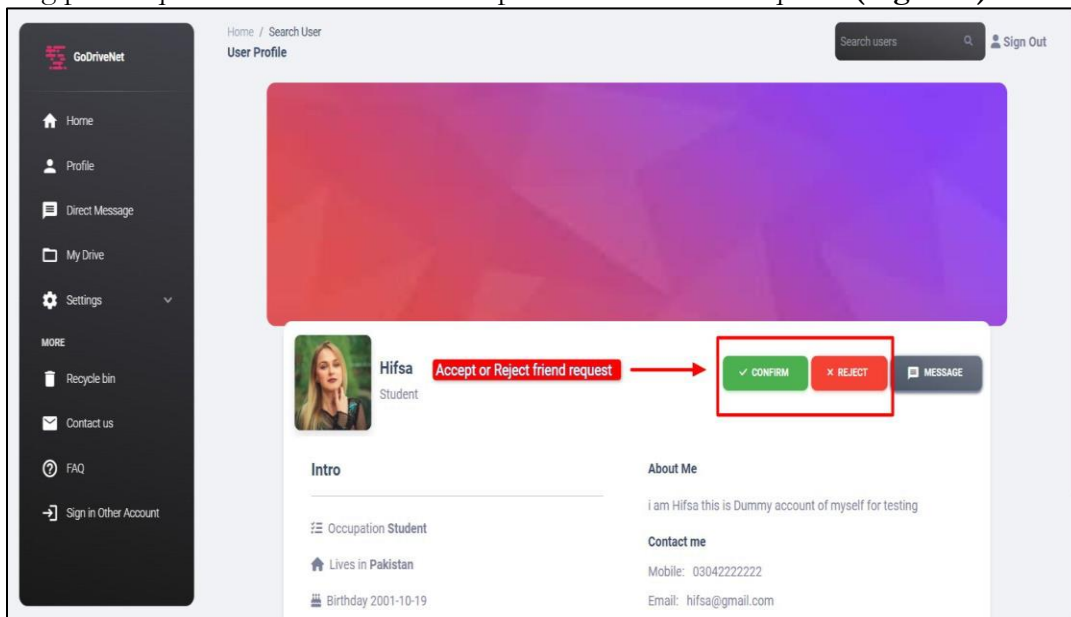 GoDriveNet
Home
Profile
Direct Message
My Drive
Settings
MORE
Recycle bin
Contact us
FAQ
Sign in Other Account
Home / Search User
User Profile
Search users
Sign Out
Hifsa
Student
Accept or Reject friend request
CONFIRM
REJECT
MESSAGE
Intro
Occupation Student
Lives in Pakistan
Birthday 2001-10-19
About Me
i am Hifsa this is Dummy account of myself for testing
Contact me
Mobile: 03042222222
Email: hifsa@gmail.com